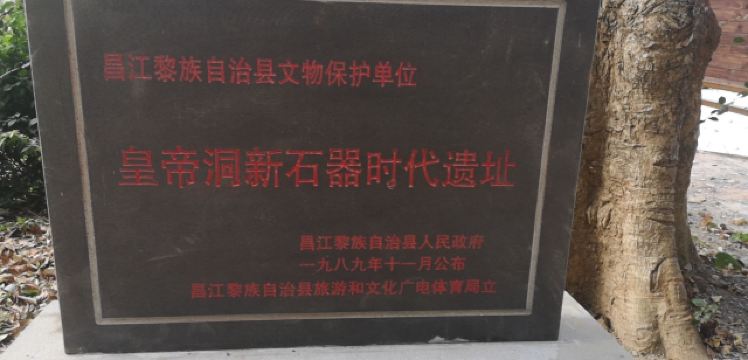 昌江黎族自治县文物保护单位
皇帝洞新石器时代遗址
昌江黎族自治县人民政府
一九八九年十一月公布
昌江黎族自治县旅游和文化广电体育局立